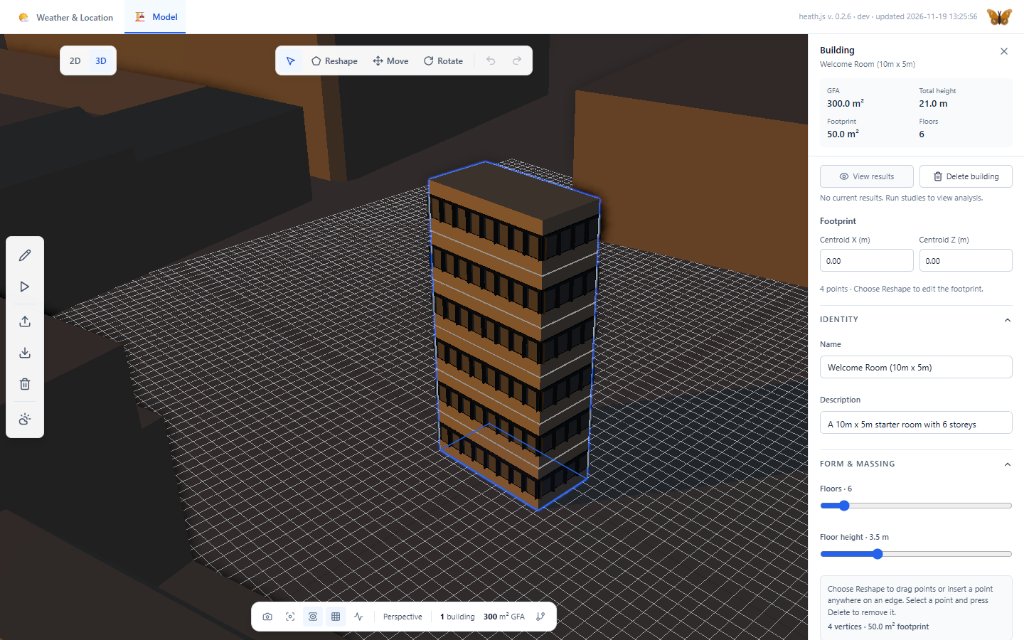 Weather & Location
Model
heath.js v. 0.2.6 · dev · updated 2026-11-19 13:25:56
2D
3D
Reshape
Move
Rotate
Building
Welcome Room (10m x 5m)
GFA
Total height
300.0 m²
21.0 m
Footprint
Floors
50.0 m²
6
View results
Delete building
No current results. Run studies to view analysis.
Footprint
Centroid X (m)
Centroid Z (m)
0.00
0.00
4 points · Choose Reshape to edit the footprint.
IDENTITY
Name
Welcome Room (10m x 5m)
Description
A 10m x 5m starter room with 6 storeys
FORM & MASSING
Floors · 6
Floor height · 3.5 m
Choose Reshape to drag points or insert a point
anywhere on an edge. Select a point and press
Delete to remove it.
4 vertices · 50.0 m² footprint
Perspective
1 building
300 m² GFA